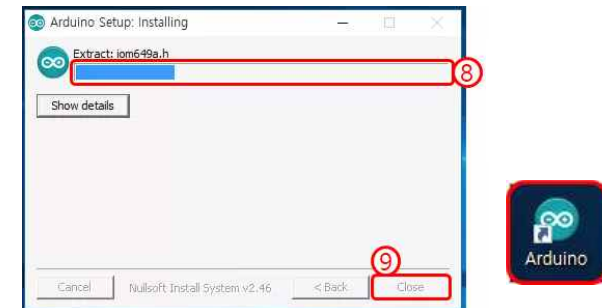 Arduino Setup: Installing
Extract: iom649a.h
⑧
Show details
⑨
Cancel Nullsoft Install System v2.46 < Back Close
Arduino